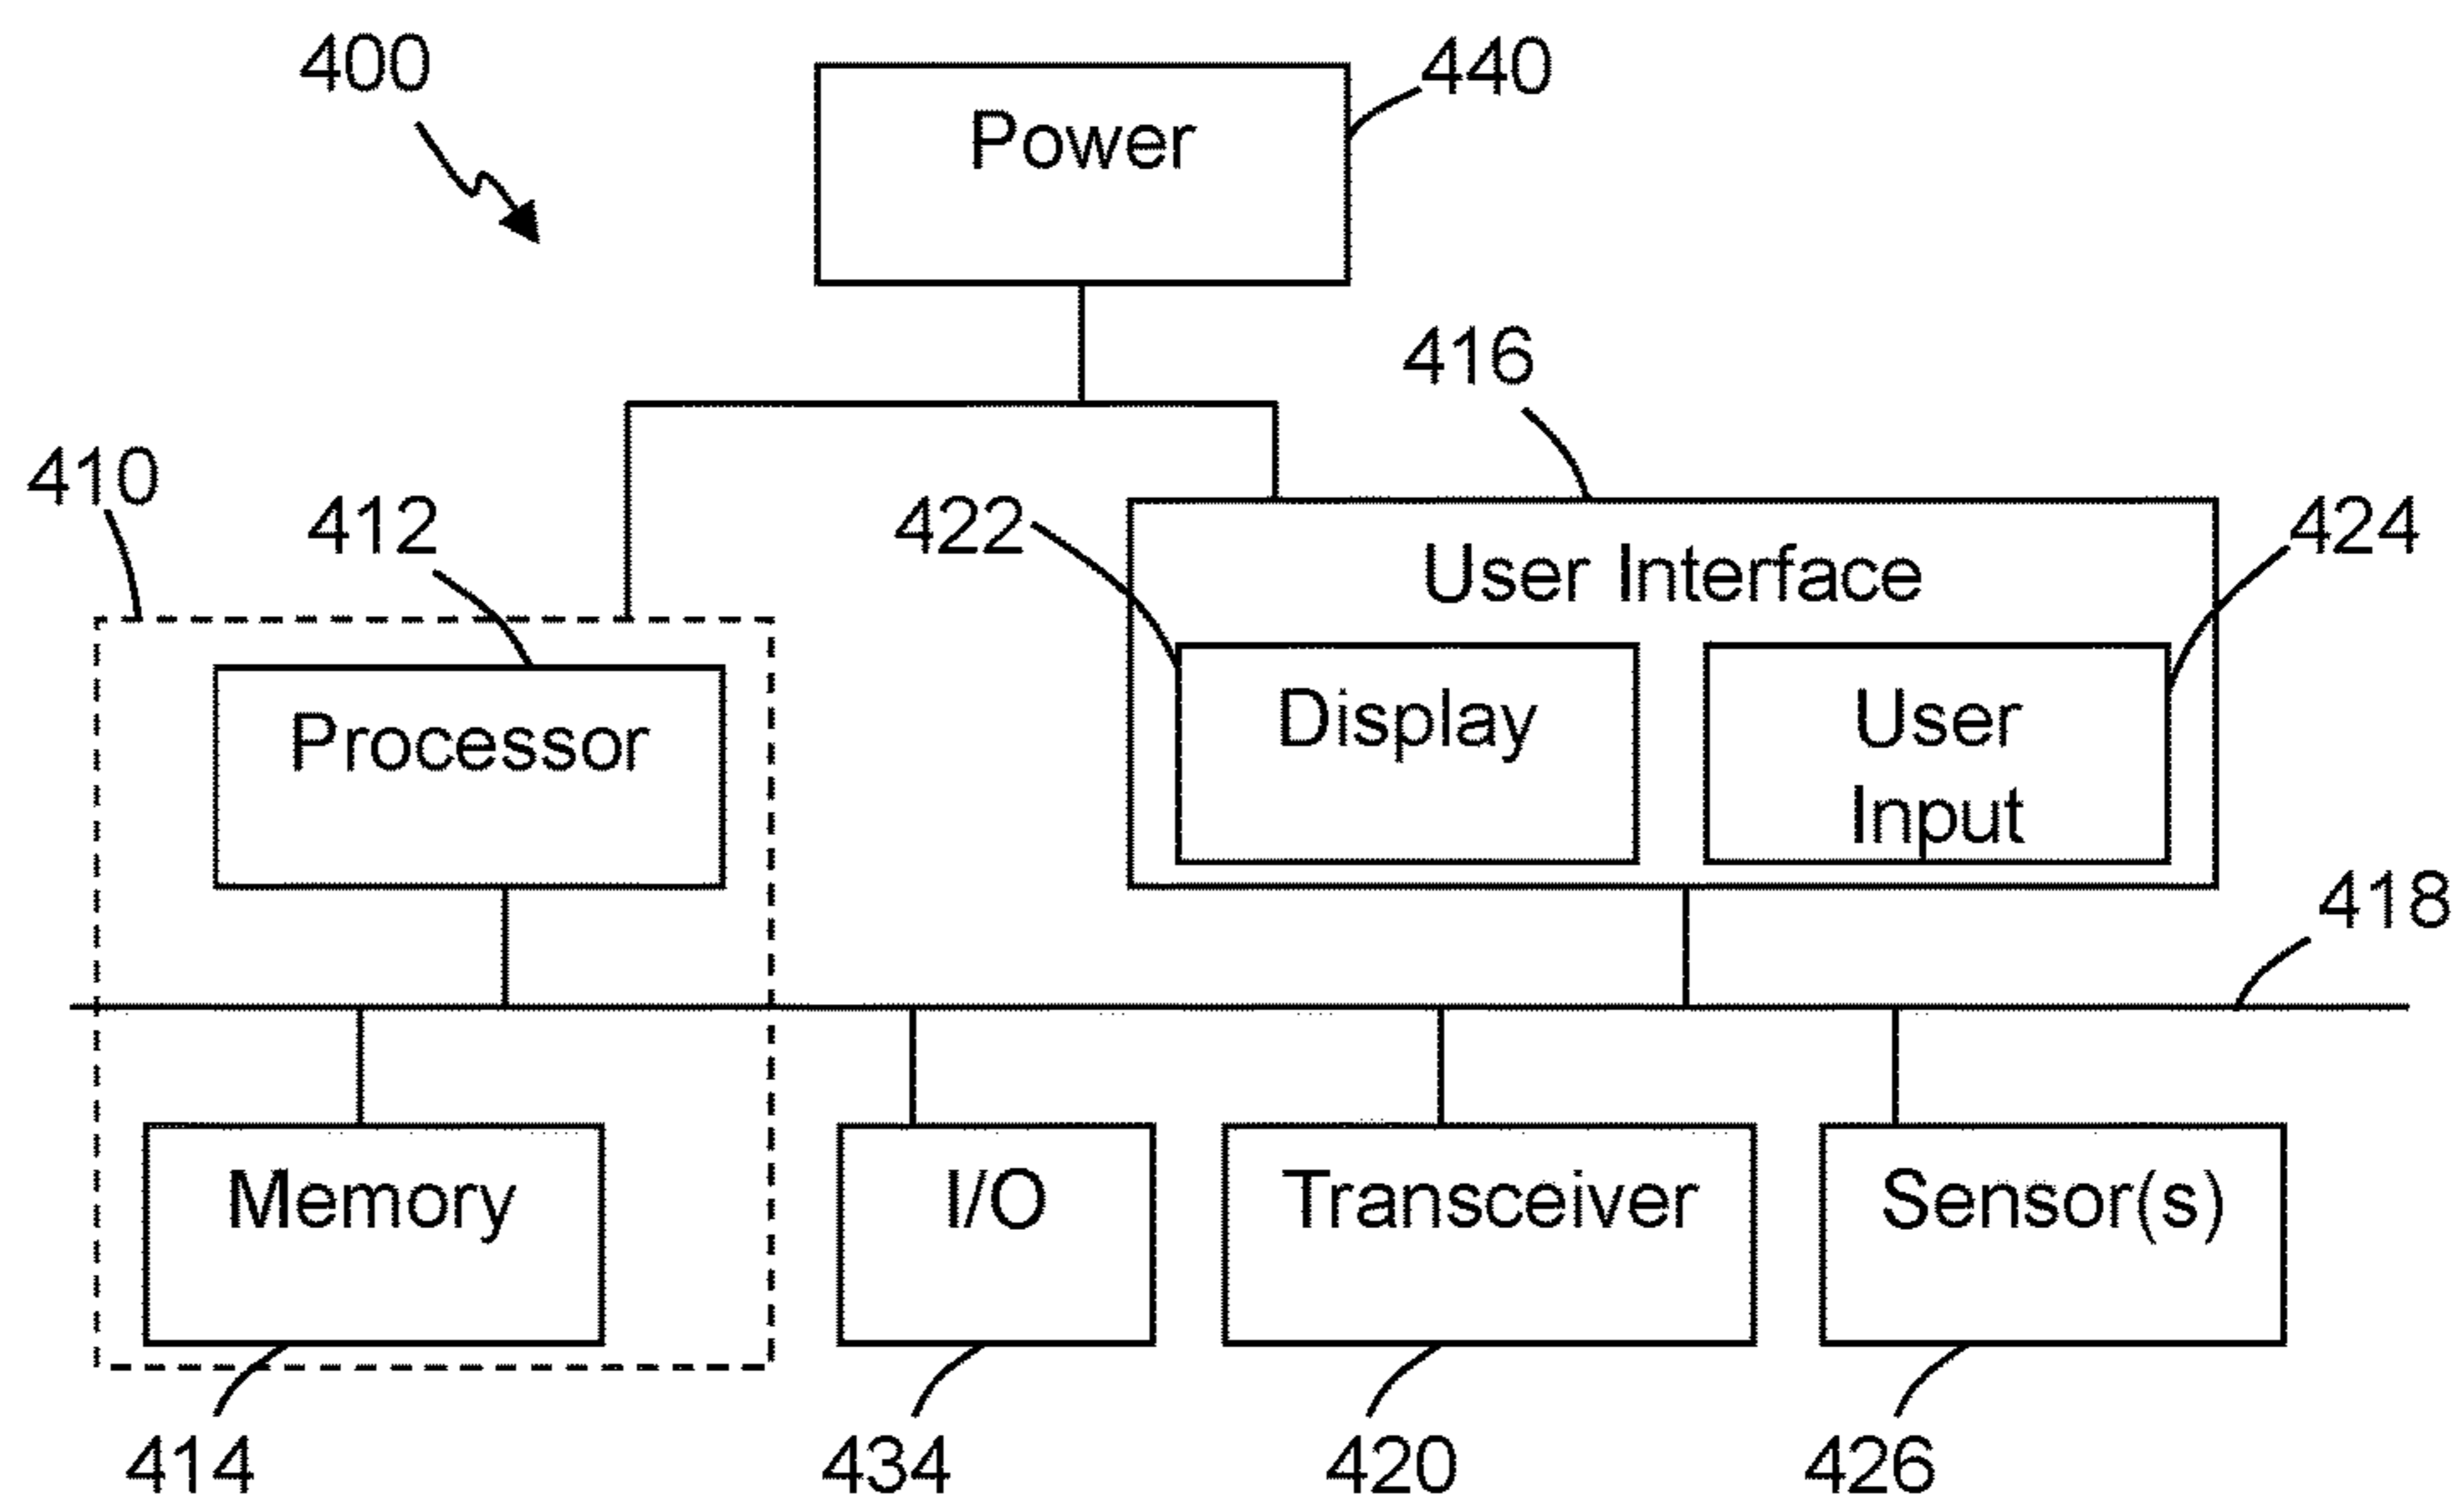 400
440
Power
416
410
412
422
424
User Interface
Processor
Display
User
Input
418
Memory
I/O
Transceiver
Sensor(s)
414
434
420
426